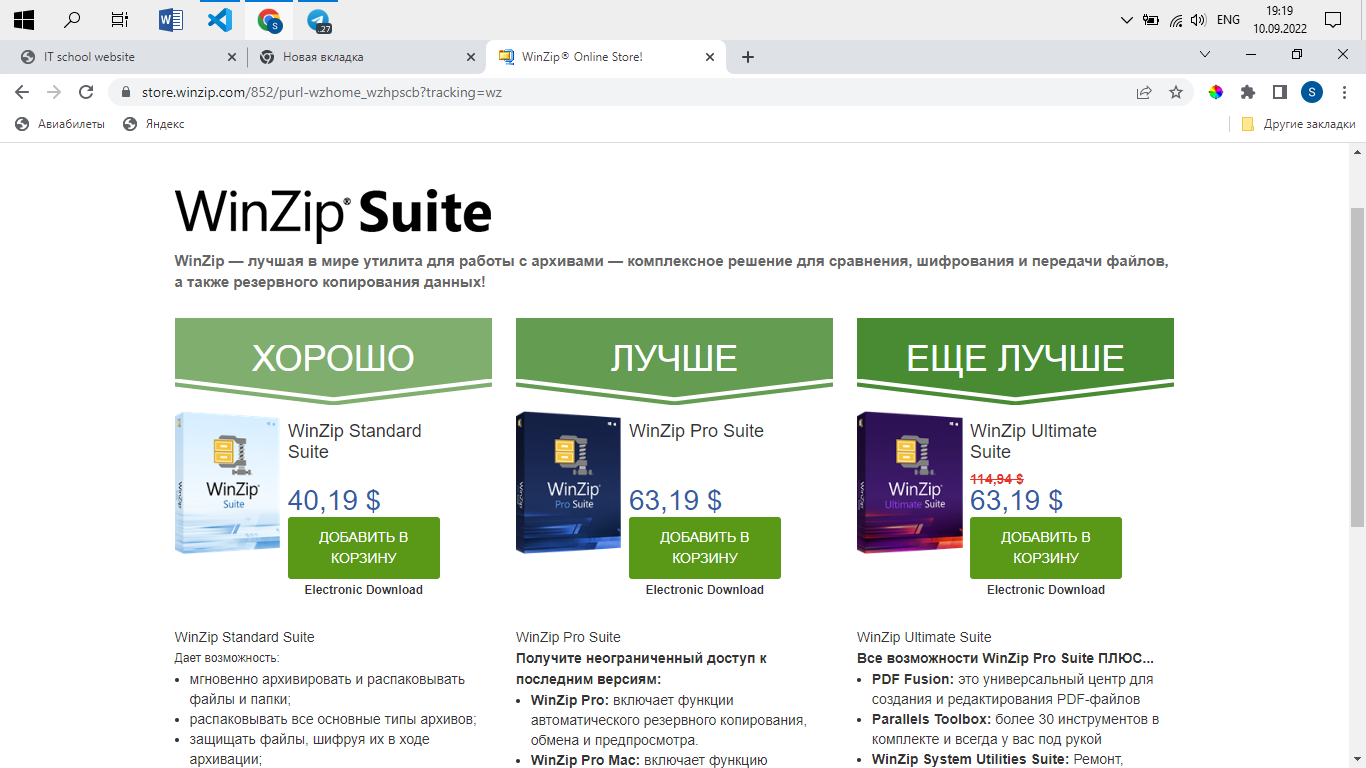 27
ENG
19:19
10.09.2022
IT school website
Новая вкладка
WinZip® Online Store!
store.winzip.com/852/purl-wzhome_wzhpscb?tracking=wz
S
Авиабилеты
Яндекс
Другие закладки
WinZip® Suite
WinZip — лучшая в мире утилита для работы с архивами — комплексное решение для сравнения, шифрования и передачи файлов,
а также резервного копирования данных!
ХОРОШО
WinZip Standard
Suite
40,19 $
ДОБАВИТЬ В
КОРЗИНУ
Electronic Download
WinZip®
Suite
WinZip Standard Suite
Дает возможность:
• мгновенно архивировать и распаковывать
файлы и папки;
• распаковывать все основные типы архивов;
• защищать файлы, шифруя их в ходе
архивации;
ЛУЧШЕ
WinZip Pro Suite
63,19 $
ДОБАВИТЬ В
КОРЗИНУ
Electronic Download
WinZip®
Pro Suite
WinZip Pro Suite
Получите неограниченный доступ к
последним версиям:
• WinZip Pro: включает функции
автоматического резервного копирования,
обмена и предпросмотра.
• WinZip Pro Mac: включает функцию
ЕЩЕ ЛУЧШЕ
WinZip Ultimate
Suite
114,94 $
63,19 $
ДОБАВИТЬ В
КОРЗИНУ
Electronic Download
WinZip®
Ultimate Suite
WinZip Ultimate Suite
Все возможности WinZip Pro Suite ПЛЮС...
• PDF Fusion: это универсальный центр для
создания и редактирования PDF-файлов
• Parallels Toolbox: более 30 инструментов в
комплекте и всегда у вас под рукой
• WinZip System Utilities Suite: Ремонт,